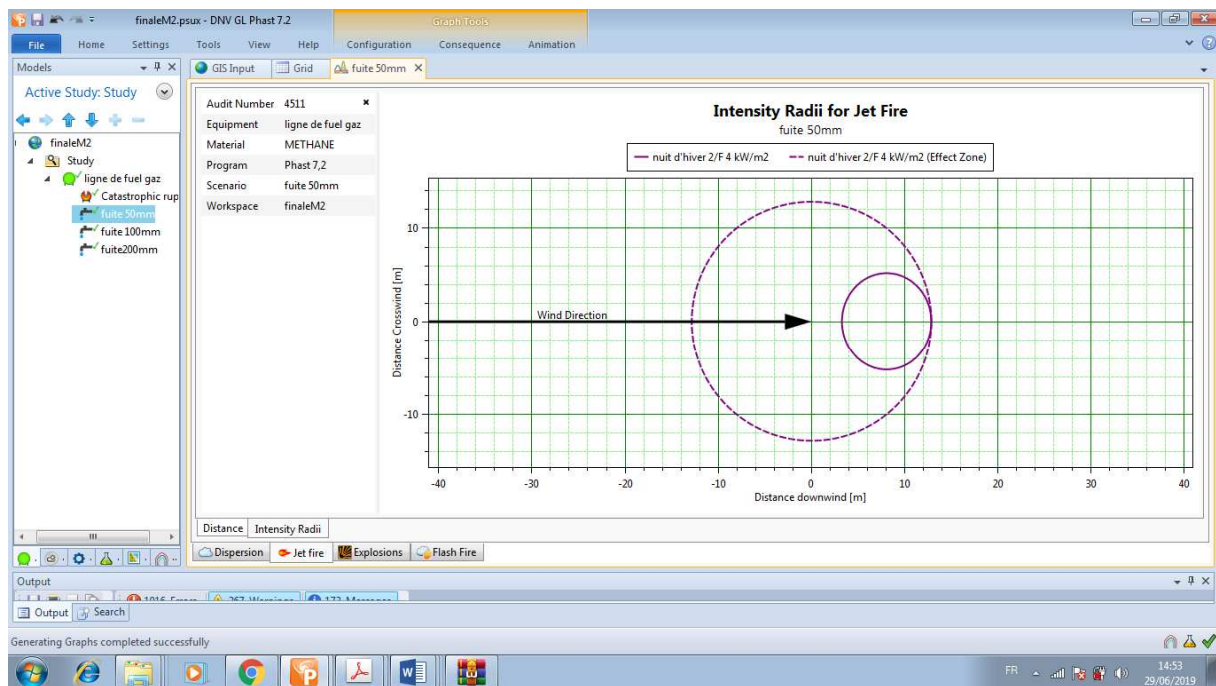 finaleM2.psux - DNV GL Phast 7.2
Graph Tools
File Home Settings Tools View Help Configuration Consequence Animation
Models
GIS Input Grid fuite 50mm
Active Study: Study
finaleM2
Study
ligne de fuel gaz
Catastrophic rup
fuite 50mm
fuite 100mm
fuite200mm
Audit Number 4511
Equipment ligne de fuel gaz
Material METHANE
Program Phast 7,2
Scenario fuite 50mm
Workspace finaleM2
Intensity Radii for Jet Fire
fuite 50mm
nuit d'hiver 2/F 4 kW/m2 nuit d'hiver 2/F 4 kW/m2 (Effect Zone)
Distance Crosswind [m]
10
0
-10
Wind Direction
-40 -30 -20 -10 0 10 20 30 40
Distance downwind [m]
Distance Intensity Radii
Dispersion Jet fire Explosions Flash Fire
Output
1016 Errors 267 Warnings 173 Messages
Output Search
Generating Graphs completed successfully
FR 14:53
29/06/2019